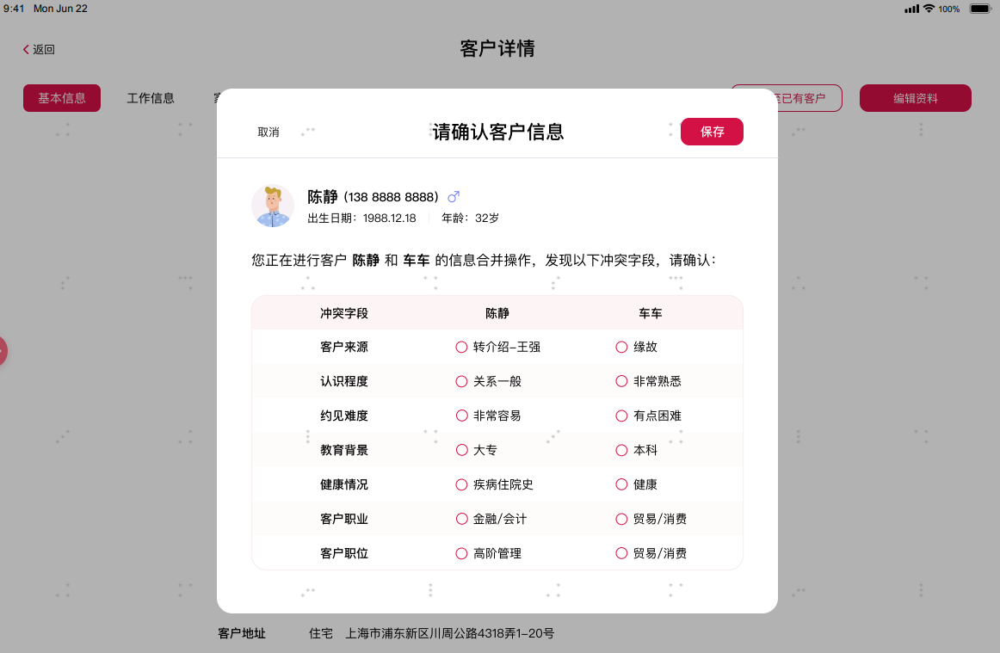 9:41 Mon Jun 22 100%
返回 客户详情
基本信息 工作信息 至已有客户 编辑资料
取消 请确认客户信息 保存
陈静 (138 8888 8888)
出生日期：1988.12.18 年龄：32岁
您正在进行客户 陈静 和 车车 的信息合并操作，发现以下冲突字段，请确认：
冲突字段 陈静 车车
客户来源 转介绍-王强 缘故
认识程度 关系一般 非常熟悉
约见难度 非常容易 有点困难
教育背景 大专 本科
健康情况 疾病住院史 健康
客户职业 金融/会计 贸易/消费
客户职位 高阶管理 贸易/消费
客户地址 住宅 上海市浦东新区川周公路4318弄1-20号